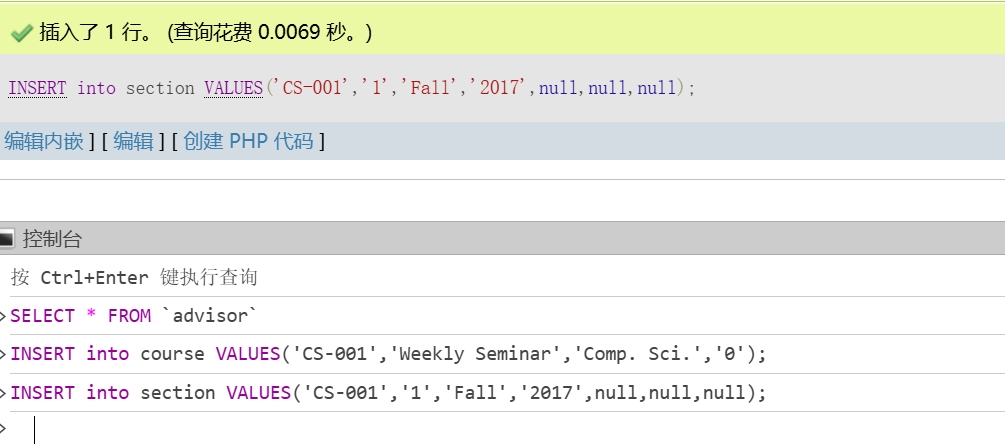 插入了 1 行。 (查询花费 0.0069 秒。)
INSERT into section VALUES('CS-001','1','Fall','2017',null,null,null);
编辑内嵌 ] [ 编辑 ] [ 创建 PHP 代码 ]
控制台
按 Ctrl+Enter 键执行查询
>SELECT * FROM `advisor`
>INSERT into course VALUES('CS-001','Weekly Seminar','Comp. Sci.','0');
>INSERT into section VALUES('CS-001','1','Fall','2017',null,null,null);
>